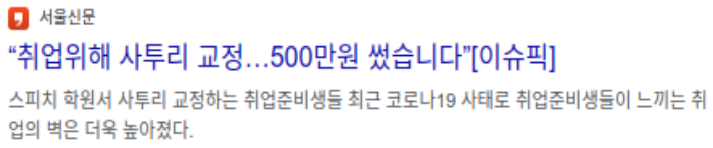 서울신문
“취업위해 사투리 교정...500만원 썼습니다”[이슈픽]
스피치 학원서 사투리 교정하는 취업준비생들 최근 코로나19 사태로 취업준비생들이 느끼는 취
업의 벽은 더욱 높아졌다.